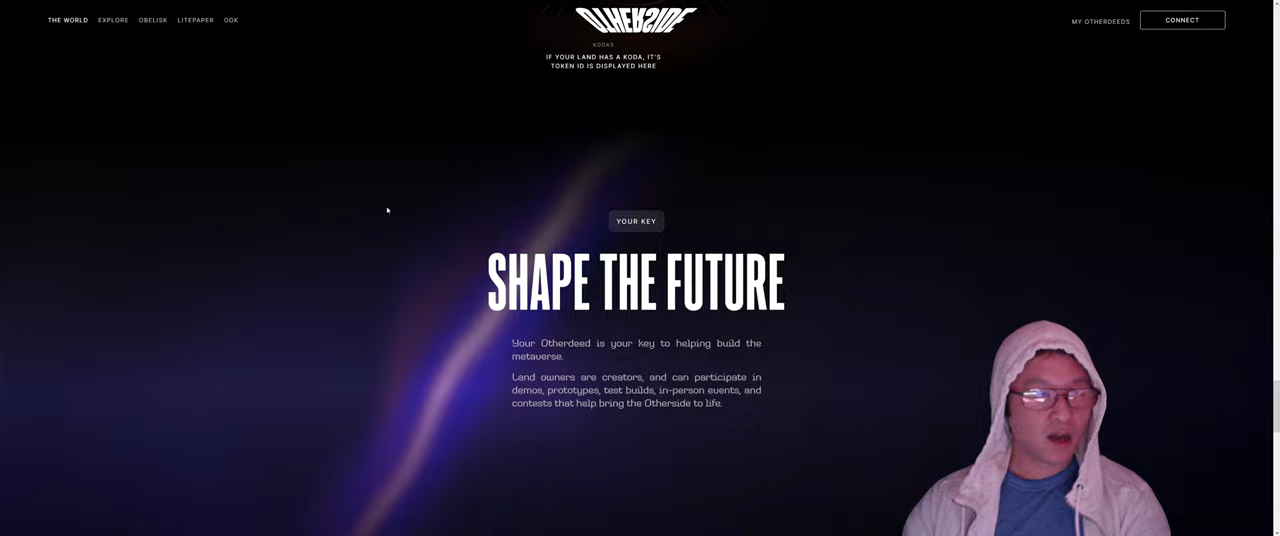 THE WORLD EXPLORE OBELISK LITEPAPER ODK
OTHERSIDE
MY OTHERDEEDS CONNECT
KODAS
IF YOUR LAND HAS A KODA, IT'S
TOKEN ID IS DISPLAYED HERE
YOUR KEY
SHAPE THE FUTURE
Your Otherdeed is your key to helping build the
metaverse.
Land owners are creators, and can participate in
demos, prototypes, test builds, in-person events, and
contests that help bring the Otherside to life.